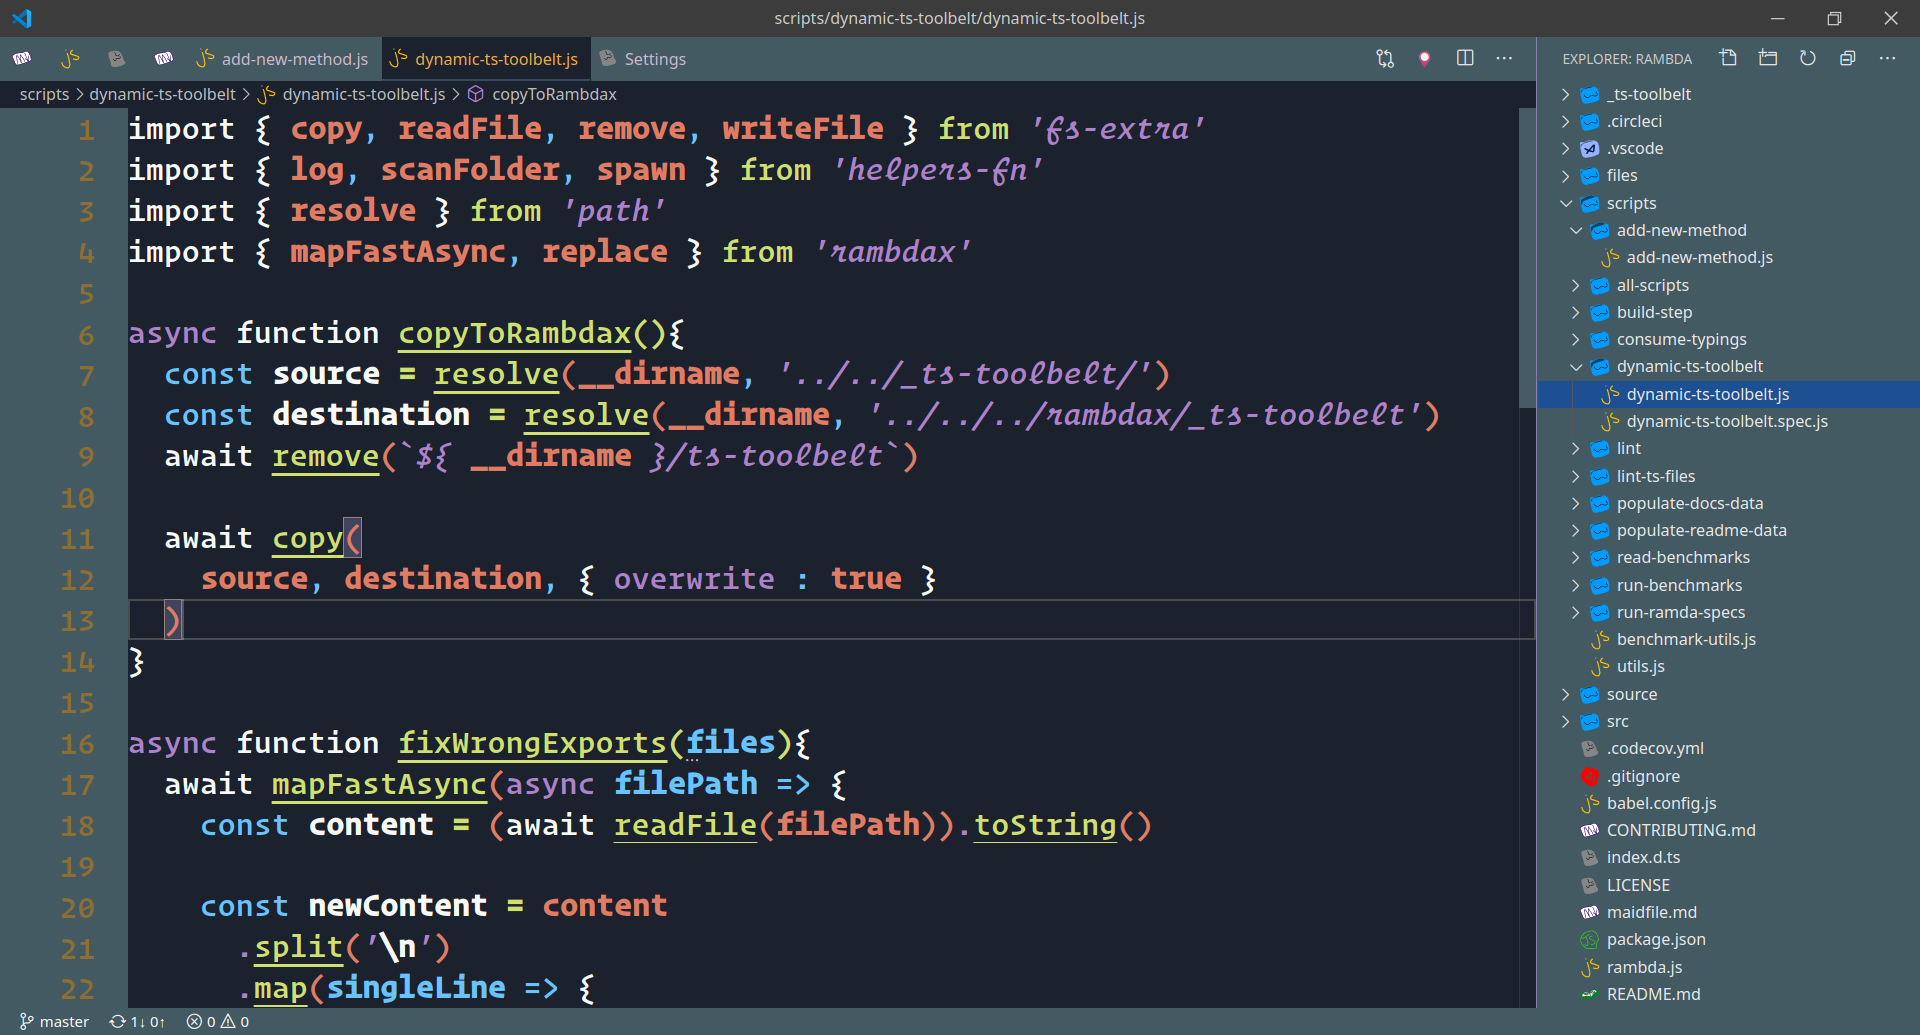 scripts/dynamic-ts-toolbelt/dynamic-ts-toolbelt.js
add-new-method.js
dynamic-ts-toolbelt.js
Settings
scripts > dynamic-ts-toolbelt > dynamic-ts-toolbelt.js > copyToRambdax
1 import { copy, readFile, remove, writeFile } from 'fs-extra'
2 import { log, scanFolder, spawn } from 'helpers-fn'
3 import { resolve } from 'path'
4 import { mapFastAsync, replace } from 'rambdax'
5
6 async function copyToRambdax(){
7   const source = resolve(__dirname, '../../_ts-toolbelt/')
8   const destination = resolve(__dirname, '../../../rambdax/_ts-toolbelt')
9   await remove(`${ __dirname }/ts-toolbelt`)
10
11   await copy(
12     source, destination, { overwrite : true }
13   )
14 }
15
16 async function fixWrongExports(files){
17   await mapFastAsync(async filePath => {
18     const content = (await readFile(filePath)).toString()
19
20     const newContent = content
21       .split('\n')
22       .map(singleLine => {
EXPLORER: RAMBDA
_ts-toolbelt
.circleci
.vscode
files
scripts
add-new-method
add-new-method.js
all-scripts
build-step
consume-typings
dynamic-ts-toolbelt
dynamic-ts-toolbelt.js
dynamic-ts-toolbelt.spec.js
lint
lint-ts-files
populate-docs-data
populate-readme-data
read-benchmarks
run-benchmarks
run-ramda-specs
benchmark-utils.js
utils.js
source
src
.codecov.yml
.gitignore
babel.config.js
CONTRIBUTING.md
index.d.ts
LICENSE
maidfile.md
package.json
rambda.js
README.md
master 1↓ 0↑ 0 0